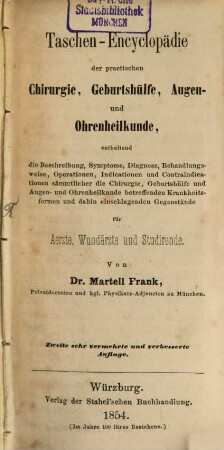 Bayerische
Staatsbibliothek
MÜNCHEN
Taschen-Encyclopädie
der practischen
Chirurgie, Geburtshülfe, Augen-
und
Ohrenheilkunde,
enthaltend
die Beschreibung, Symptome, Diagnose, Behandlungs-
weise, Operationen, Indicationen und Contraindica-
tionen sämmtlicher die Chirurgie, Geburtshülfe und
Augen- und Ohrenheilkunde betreffenden Krankheits-
formen und dahin einschlagenden Gegenstände
für
Aerzte, Wundärzte und Studirende.
Von
Dr. Martell Frank,
Privatdocenten und kgl. Physikats-Adjuncten zu München.
Zweite sehr vermehrte und verbesserte
Auflage.
Würzburg.
Verlag der Stahel'schen Buchhandlung.
1854.
(Im Jahre 100 ihres Bestehens.)